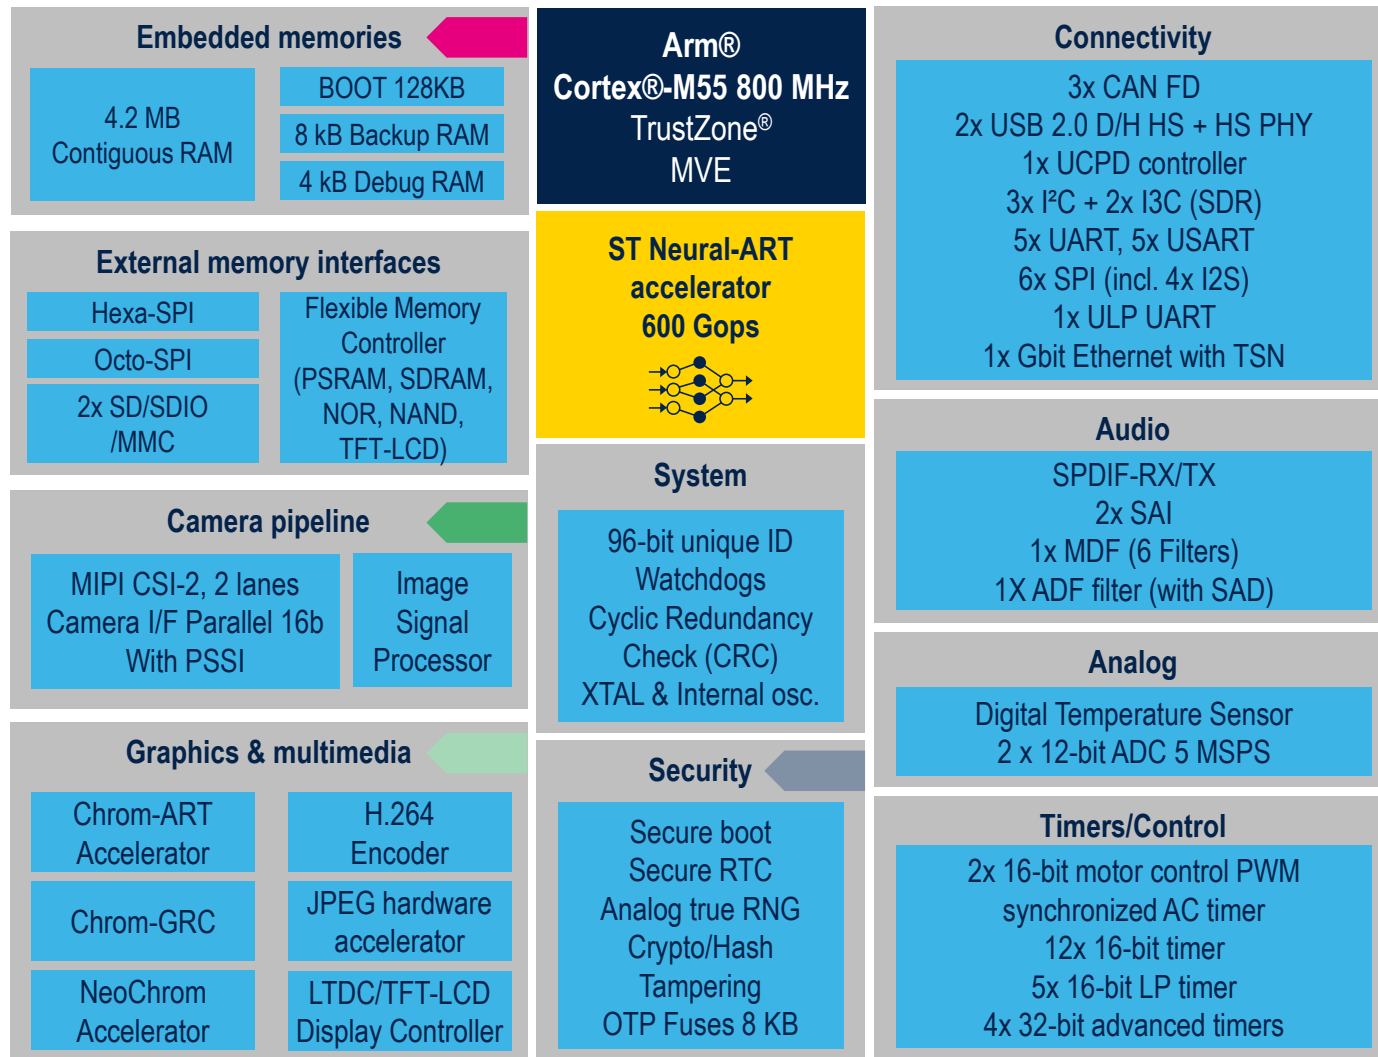 Embedded memories
4.2 MB
Contiguous RAM
BOOT 128KB
8 kB Backup RAM
4 kB Debug RAM
External memory interfaces
Hexa-SPI
Octo-SPI
2x SD/SDIO
/MMC
Flexible Memory
Controller
(PSRAM, SDRAM,
NOR, NAND,
TFT-LCD)
Camera pipeline
MIPI CSI-2, 2 lanes
Camera I/F Parallel 16b
With PSSI
Image
Signal
Processor
Graphics & multimedia
Chrom-ART
Accelerator
H.264
Encoder
Chrom-GRC
JPEG hardware
accelerator
NeoChrom
Accelerator
LTDC/TFT-LCD
Display Controller
Arm®
Cortex®-M55 800 MHz
TrustZone®
MVE
ST Neural-ART
accelerator
600 Gops
System
96-bit unique ID
Watchdogs
Cyclic Redundancy
Check (CRC)
XTAL & Internal osc.
Security
Secure boot
Secure RTC
Analog true RNG
Crypto/Hash
Tampering
OTP Fuses 8 KB
Connectivity
3x CAN FD
2x USB 2.0 D/H HS + HS PHY
1x UCPD controller
3x I²C + 2x I3C (SDR)
5x UART, 5x USART
6x SPI (incl. 4x I2S)
1x ULP UART
1x Gbit Ethernet with TSN
Audio
SPDIF-RX/TX
2x SAI
1x MDF (6 Filters)
1X ADF filter (with SAD)
Analog
Digital Temperature Sensor
2 x 12-bit ADC 5 MSPS
Timers/Control
2x 16-bit motor control PWM
synchronized AC timer
12x 16-bit timer
5x 16-bit LP timer
4x 32-bit advanced timers